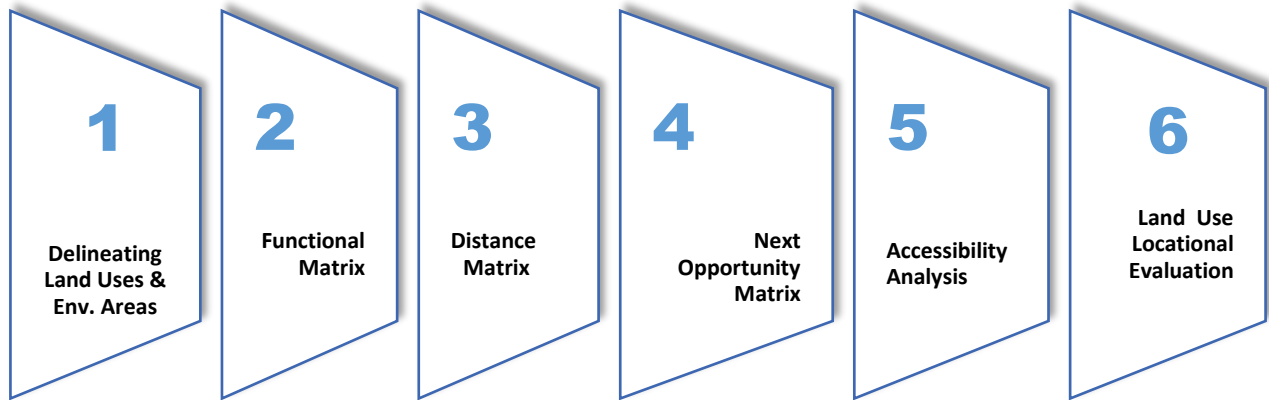 1
Delineating
Land Uses &
Env. Areas
2
Functional
Matrix
3
Distance
Matrix
4
Next
Opportunity
Matrix
5
Accessibility
Analysis
6
Land Use
Locational
Evaluation